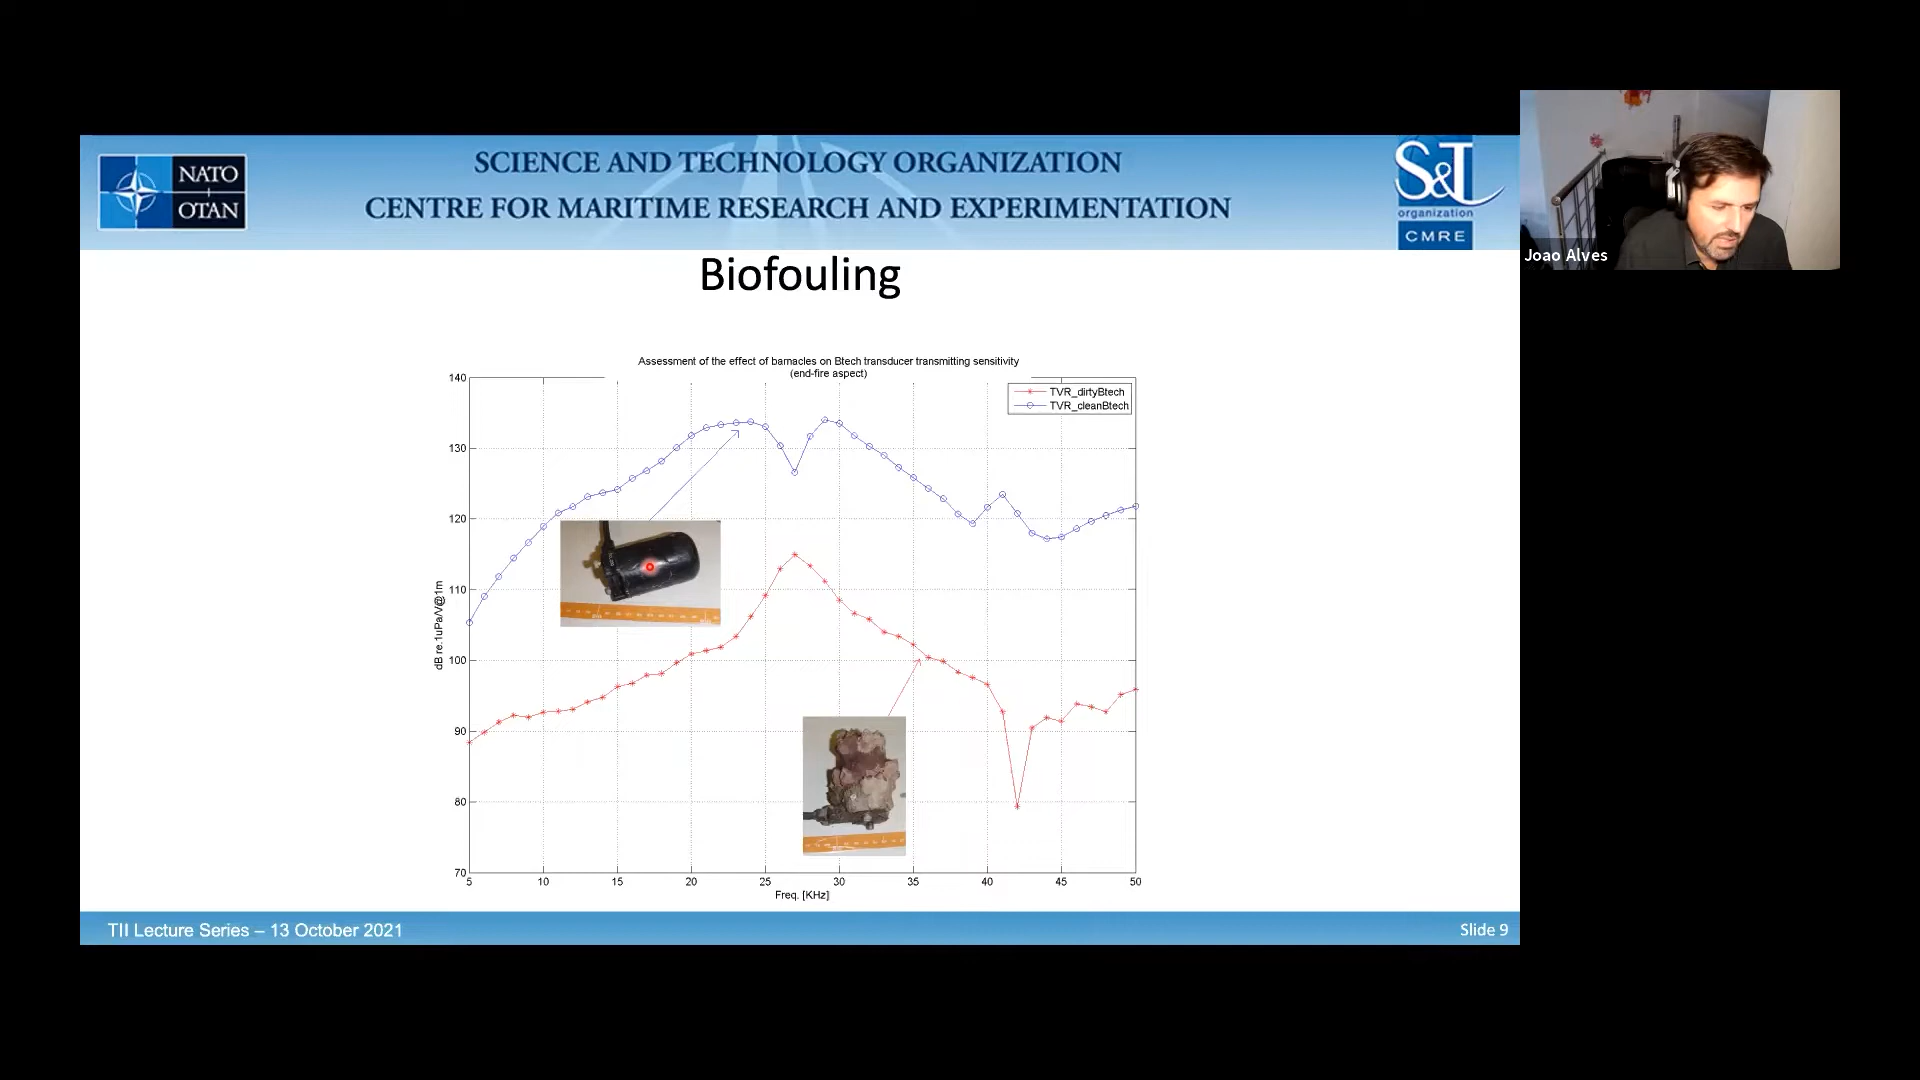 NATO
OTAN
SCIENCE AND TECHNOLOGY ORGANIZATION
CENTRE FOR MARITIME RESEARCH AND EXPERIMENTATION
S&T
organization
CMRE
Joao Alves
Biofouling
Assessment of the effect of barnacles on Btech transducer transmitting sensitivity
(end-fire aspect)
TVR_dirtyBtech
TVR_cleanBtech
dB re.1uPa/V@1m
140
130
120
110
100
90
80
70
5 10 15 20 25 30 35 40 45 50
Freq. [KHz]
TII Lecture Series – 13 October 2021
Slide 9